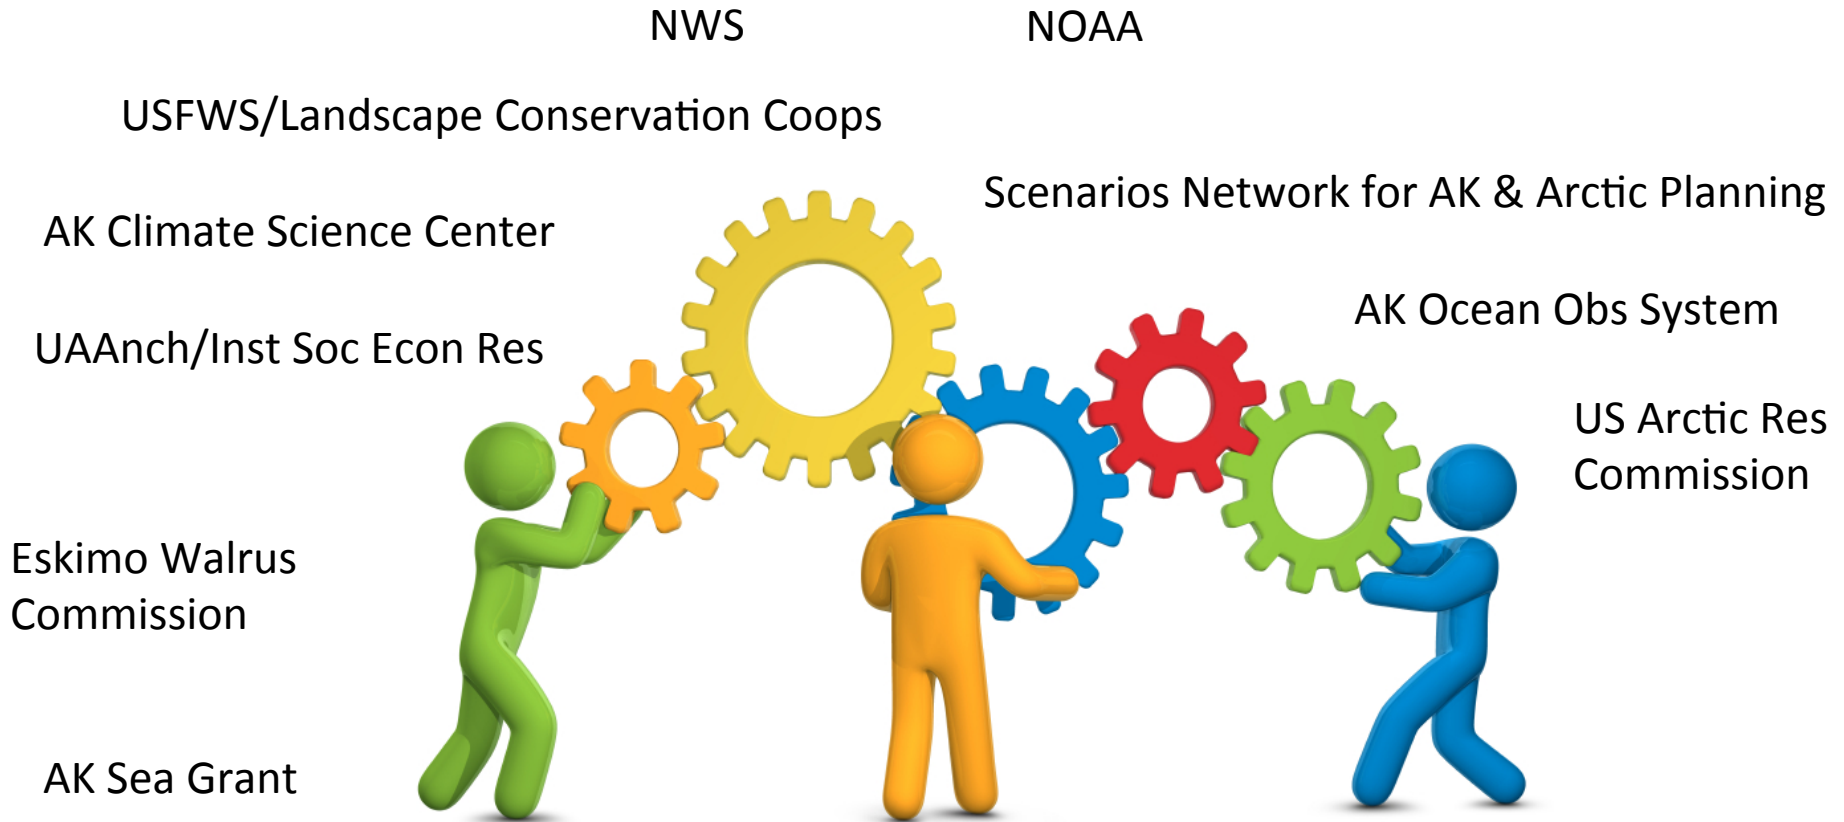 NWS
NOAA
USFWS/Landscape Conservation Coops
Scenarios Network for AK & Arctic Planning
AK Climate Science Center
AK Ocean Obs System
UAAnch/Inst Soc Econ Res
US Arctic Res
Commission
Eskimo Walrus
Commission
AK Sea Grant